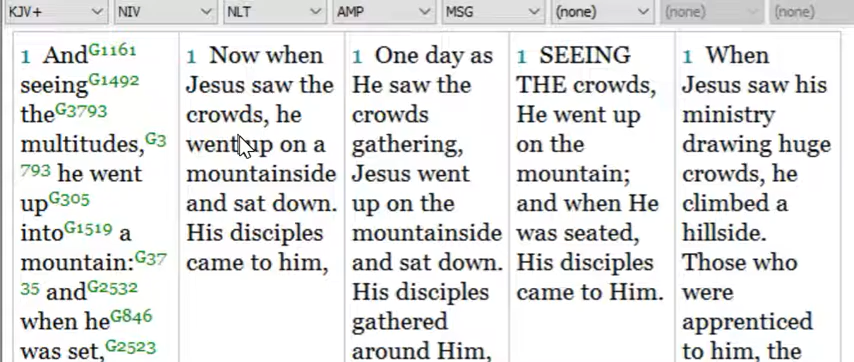 KJV+ NIV NLT AMP MSG (none) (none) (none)
1 AndG1161
seeingG1492
theG3793
multitudes,G3
793 he went
upG305
intoG1519 a
mountain:G37
35 andG2532
when heG846
was set,G2523
1 Now when
Jesus saw the
crowds, he
went up on a
mountainside
and sat down.
His disciples
came to him,
1 One day as
He saw the
crowds
gathering,
Jesus went
up on the
mountainside
and sat down.
His disciples
gathered
around Him,
1 SEEING
THE crowds,
He went up
on the
mountain;
and when He
was seated,
His disciples
came to Him.
1 When
Jesus saw his
ministry
drawing huge
crowds, he
climbed a
hillside.
Those who
were
apprenticed
to him, the